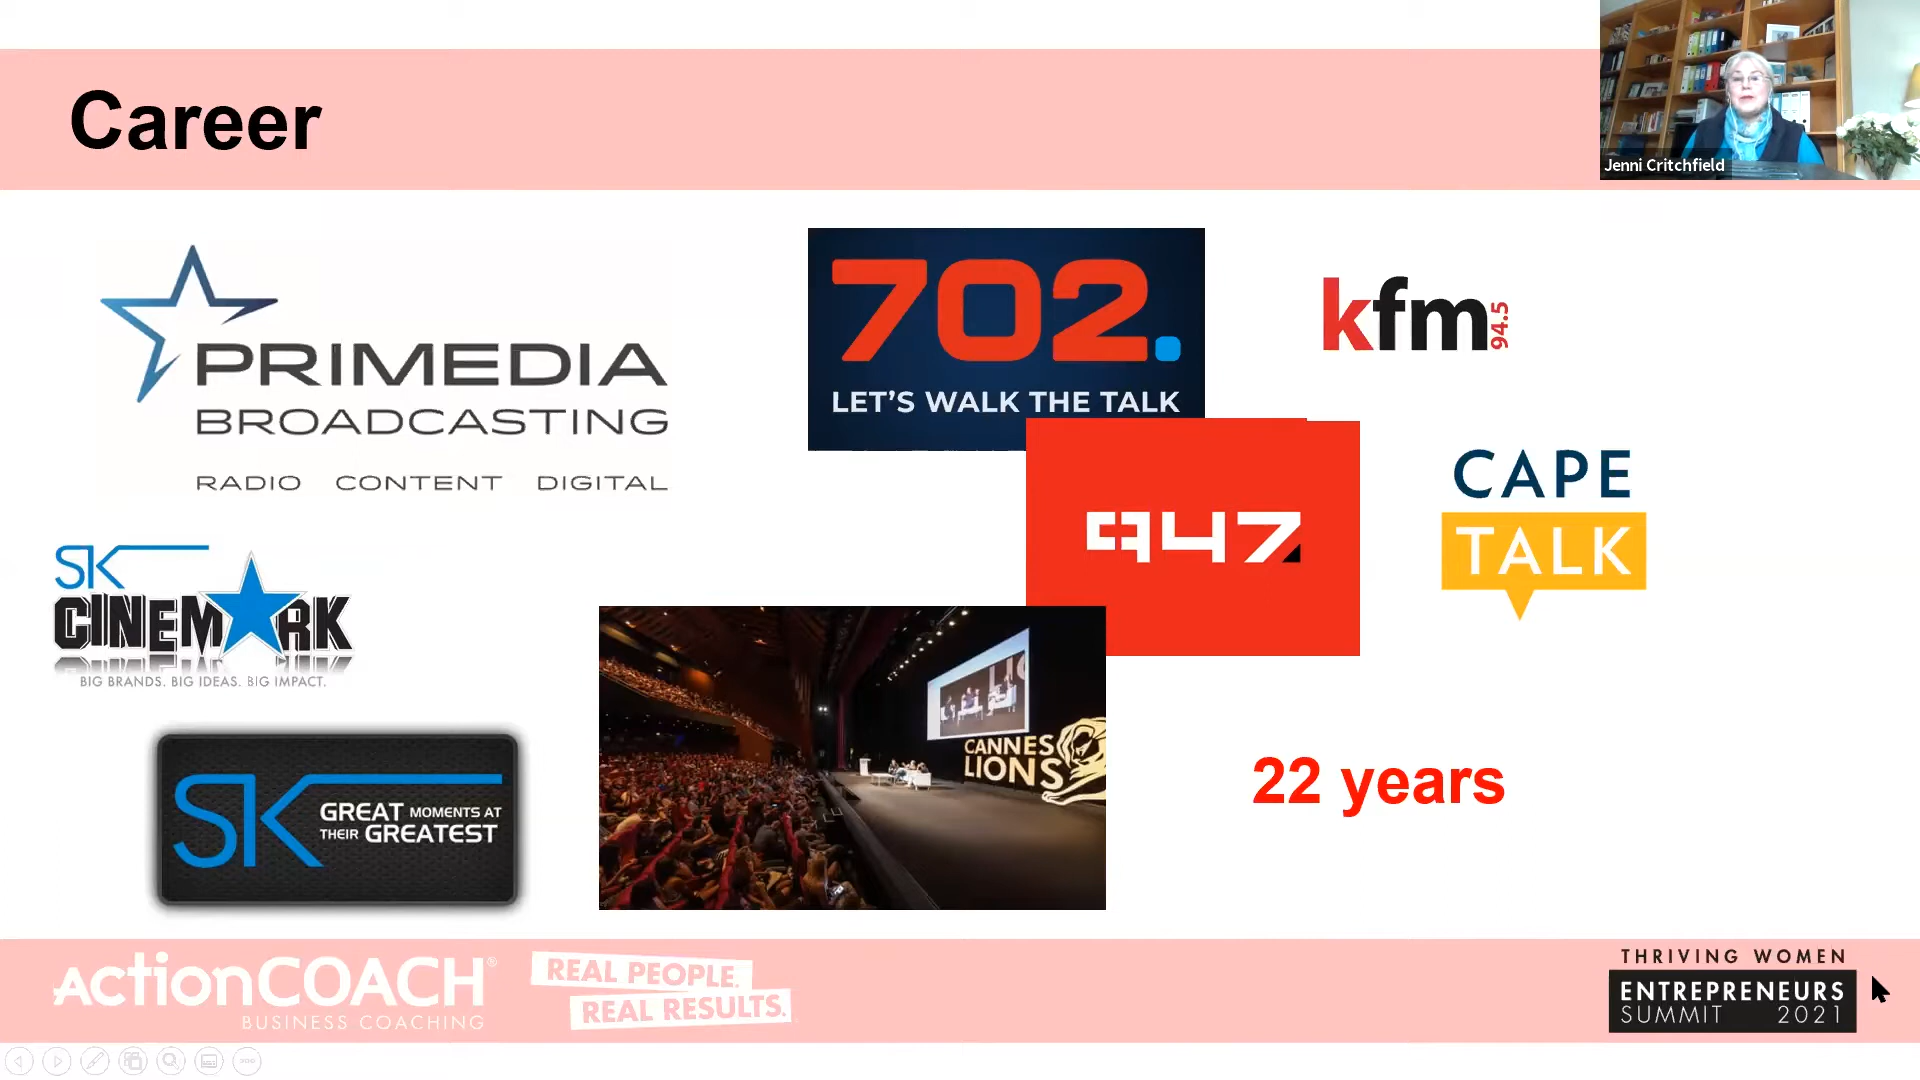 Career
Jenni Critchfield
PRIMEDIA
BROADCASTING
RADIO CONTENT DIGITAL
702.
LET'S WALK THE TALK
kfm 94.5
947
CAPE
TALK
SK
CINEMARK
BIG BRANDS. BIG IDEAS. BIG IMPACT.
SK
GREAT MOMENTS AT
THEIR GREATEST
CANNES
LIONS
22 years
ActionCOACH®
BUSINESS COACHING
REAL PEOPLE.
REAL RESULTS.
THRIVING WOMEN
ENTREPRENEURS
SUMMIT 2021